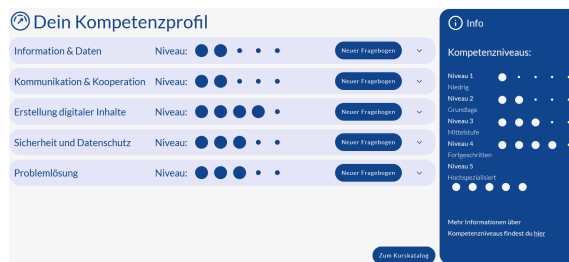 Dein Kompetenzprofil
Information & Daten Niveau: Neuer Fragebogen
Kommunikation & Kooperation Niveau: Neuer Fragebogen
Erstellung digitaler Inhalte Niveau: Neuer Fragebogen
Sicherheit und Datenschutz Niveau: Neuer Fragebogen
Problemlösung Niveau: Neuer Fragebogen
Zum Kurskatalog
Info
Kompetenzniveaus:
Niveau 1
Niedrig
Niveau 2
Grundlage
Niveau 3
Mittelstufe
Niveau 4
Fortgeschritten
Niveau 5
Hochspezialisiert
Mehr Informationen über
Kompetenzniveaus findest du hier